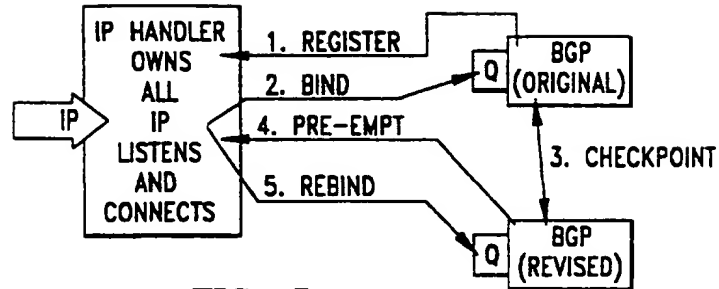 IP HANDLER
OWNS
ALL
IP
LISTENS
AND
CONNECTS
IP
1. REGISTER
2. BIND
4. PRE-EMPT
5. REBIND
Q
BGP
(ORIGINAL)
3. CHECKPOINT
Q
BGP
(REVISED)